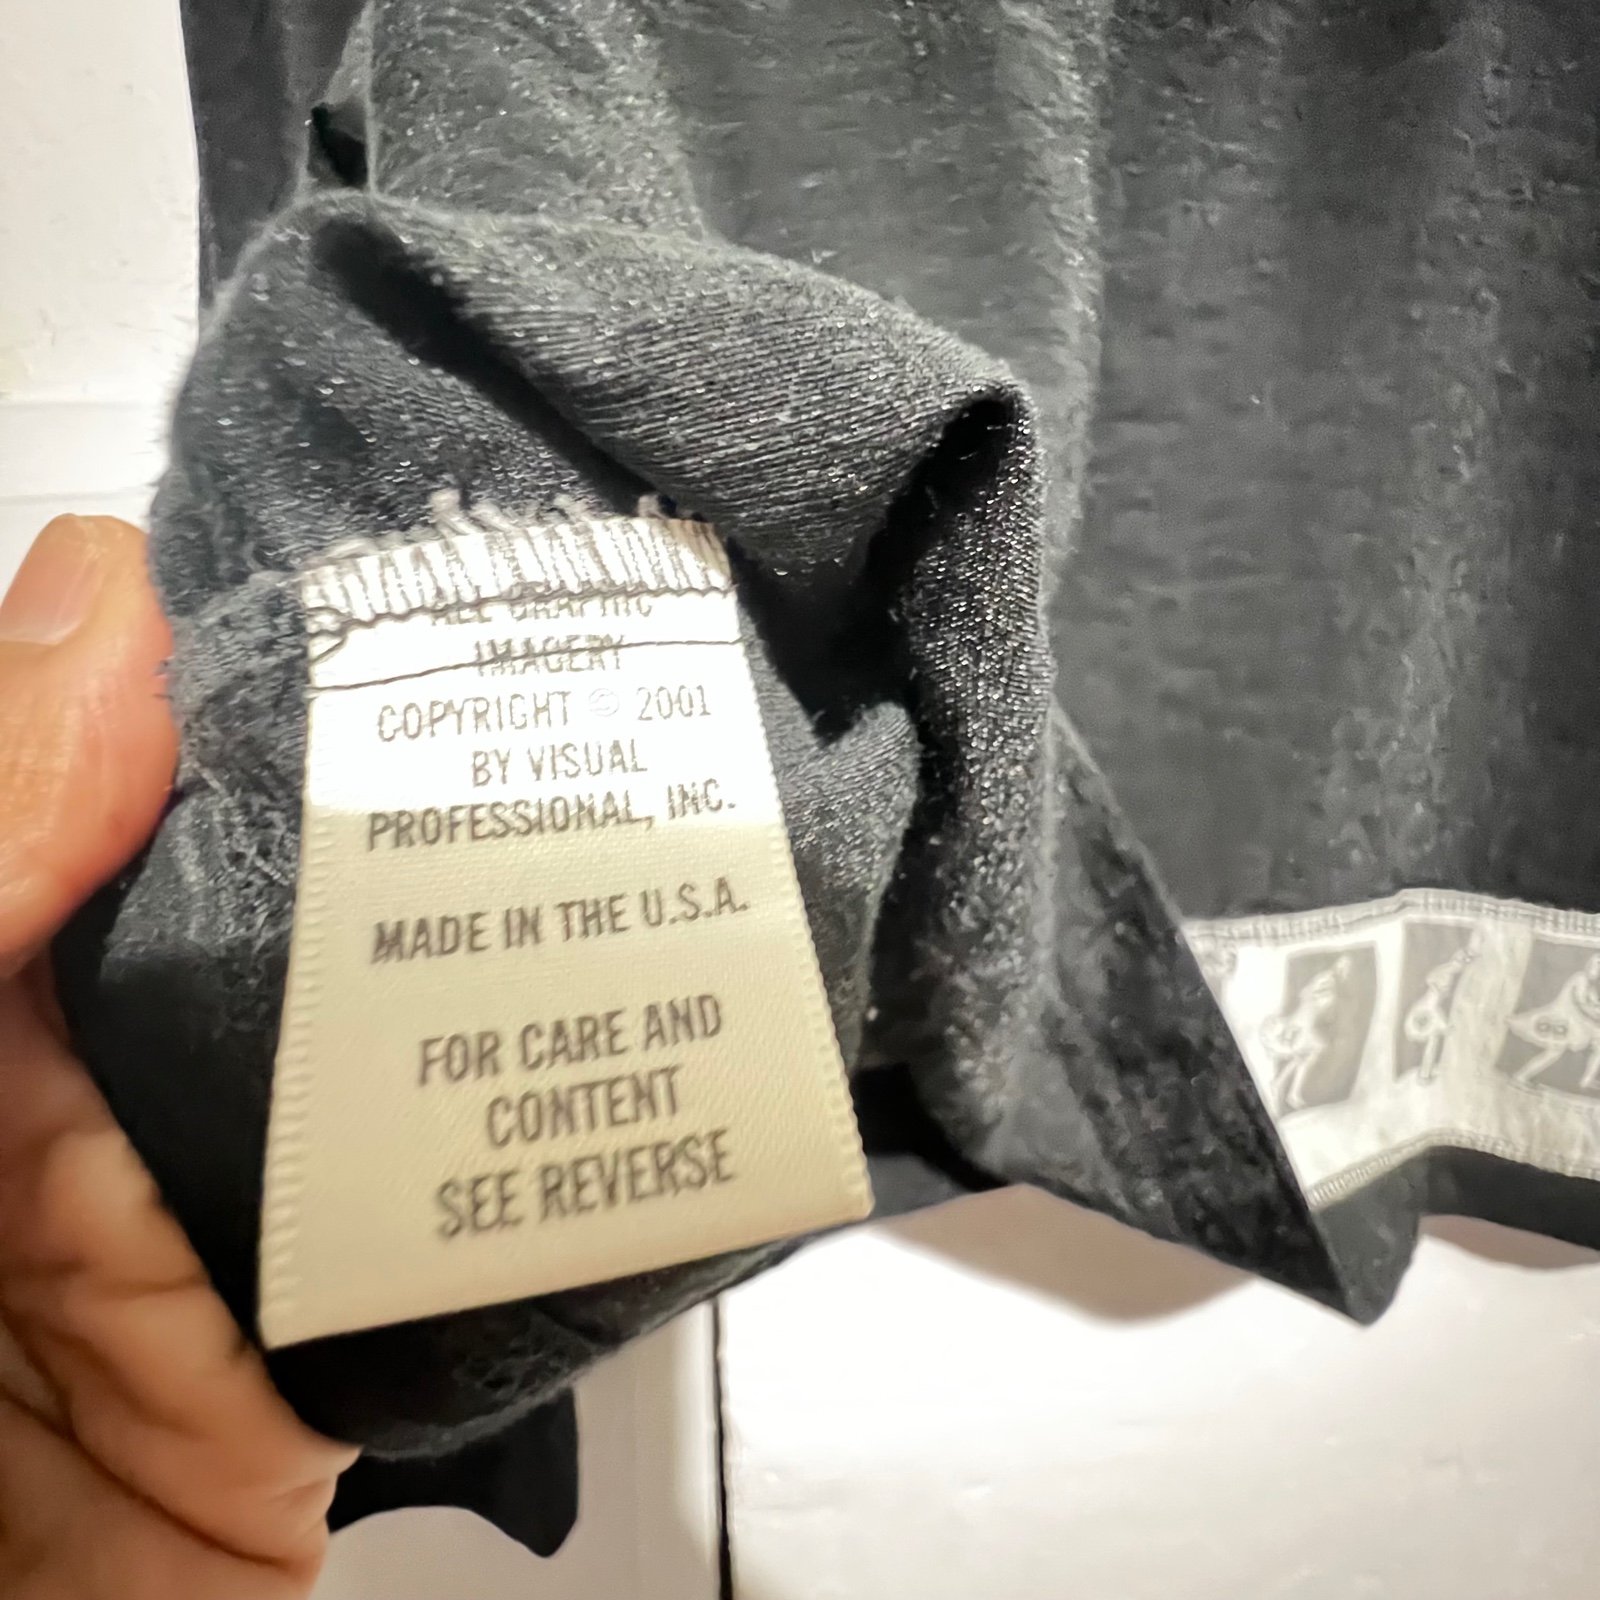 ALL GRAPHIC
IMAGERY
COPYRIGHT © 2001
BY VISUAL
PROFESSIONAL, INC.
MADE IN THE U.S.A.
FOR CARE AND
CONTENT
SEE REVERSE